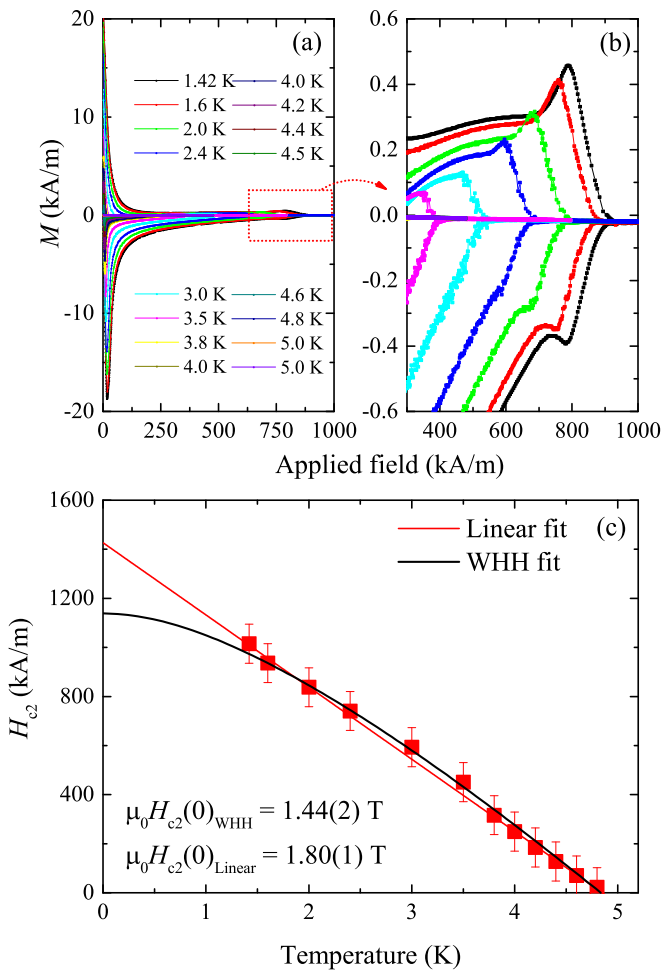 (a)
(b)
M (kA/m)
20
10
0
-10
-20
1.42 K
1.6 K
2.0 K
2.4 K
4.0 K
4.2 K
4.4 K
4.5 K
3.0 K
3.5 K
3.8 K
4.0 K
4.6 K
4.8 K
5.0 K
5.0 K
0.6
0.4
0.2
0.0
-0.2
-0.4
-0.6
0 250 500 750 1000
400 600 800 1000
Applied field (kA/m)
(c)
Linear fit
WHH fit
H_c2 (kA/m)
1600
1200
800
400
0
μ₀H_c2(0)_WHH = 1.44(2) T
μ₀H_c2(0)_Linear = 1.80(1) T
0 1 2 3 4 5
Temperature (K)